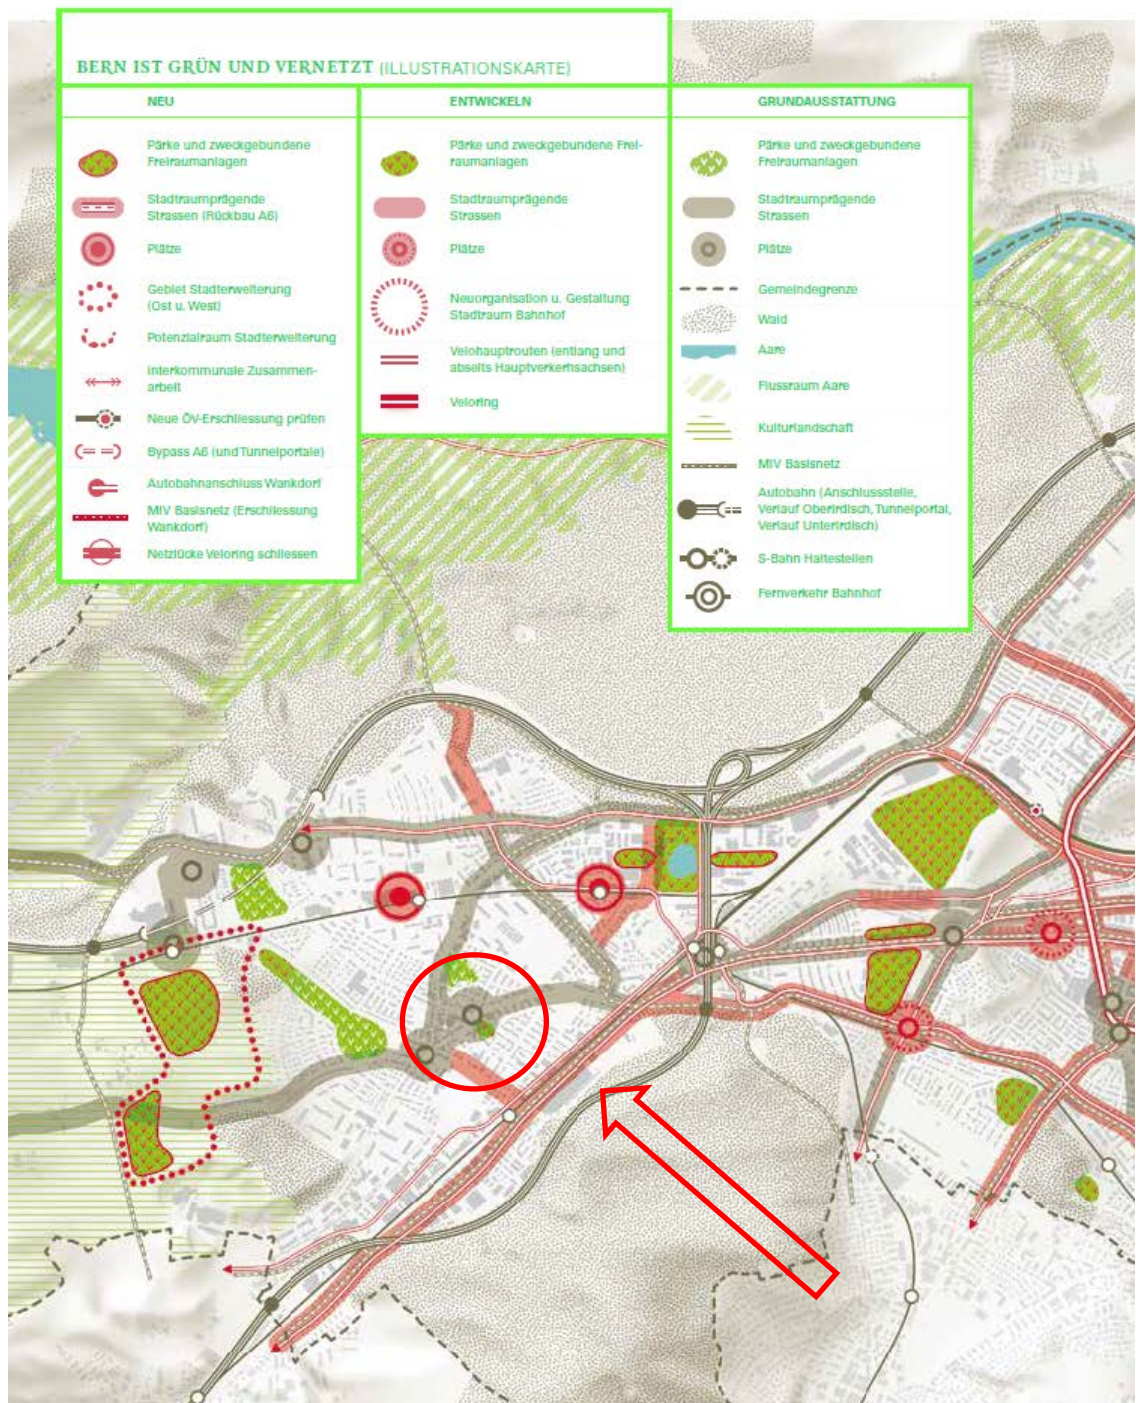 BERN IST GRÜN UND VERNETZT (ILLUSTRATIONSKARTE)
NEU
Pärke und zweckgebundene
Freiraumanlagen
Stadtraumprägende
Strassen (Rückbau A6)
Plätze
Gebiet Stadterweiterung
(Ost u. West)
Potenzialraum Stadterweiterung
Interkommunale Zusammen-
arbeit
Neue ÖV-Erschliessung prüfen
Bypass A6 (und Tunnelportale)
Autobahnanschluss Wankdorf
MIV Basisnetz (Erschliessung
Wankdorf)
Netzlücke Veloring schliessen
ENTWICKELN
Pärke und zweckgebundene Frei-
raumanlagen
Stadtraumprägende
Strassen
Plätze
Neuorganisation u. Gestaltung
Stadtraum Bahnhof
Velohauptrouten (entlang und
abseits Hauptverkerhsachsen)
Veloring
GRUNDAUSSTATTUNG
Pärke und zweckgebundene
Freiraumanlagen
Stadtraumprägende
Strassen
Plätze
Gemeindegrenze
Wald
Aare
Flussraum Aare
Kulturlandschaft
MIV Basisnetz
Autobahn (Anschlussstelle,
Verlauf Oberirdisch, Tunnelportal,
Verlauf Unterirdisch)
S-Bahn Haltestellen
Fernverkehr Bahnhof